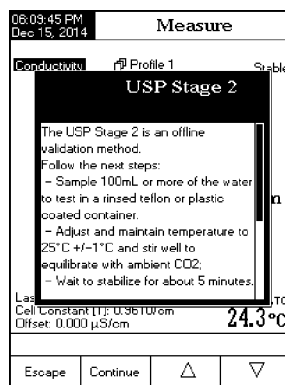 06:09:45 PM
Dec 15, 2014
Measure
Conductivity
Profile 1
Stable
USP Stage 2
The USP Stage 2 is an offline
validation method.
Follow the next steps:
– Sample 100mL or more of the water
to test in a rinsed teflon or plastic
coated container.
– Adjust and maintain temperature to
25°C +/-1°C and stir well to
equilibrate with ambient CO2;
– Wait to stabilize for about 5 minutes.
Cell Constant [1]: 0.9610/cm
Offset: 0.000 µS/cm
24.3°C
Escape
Continue